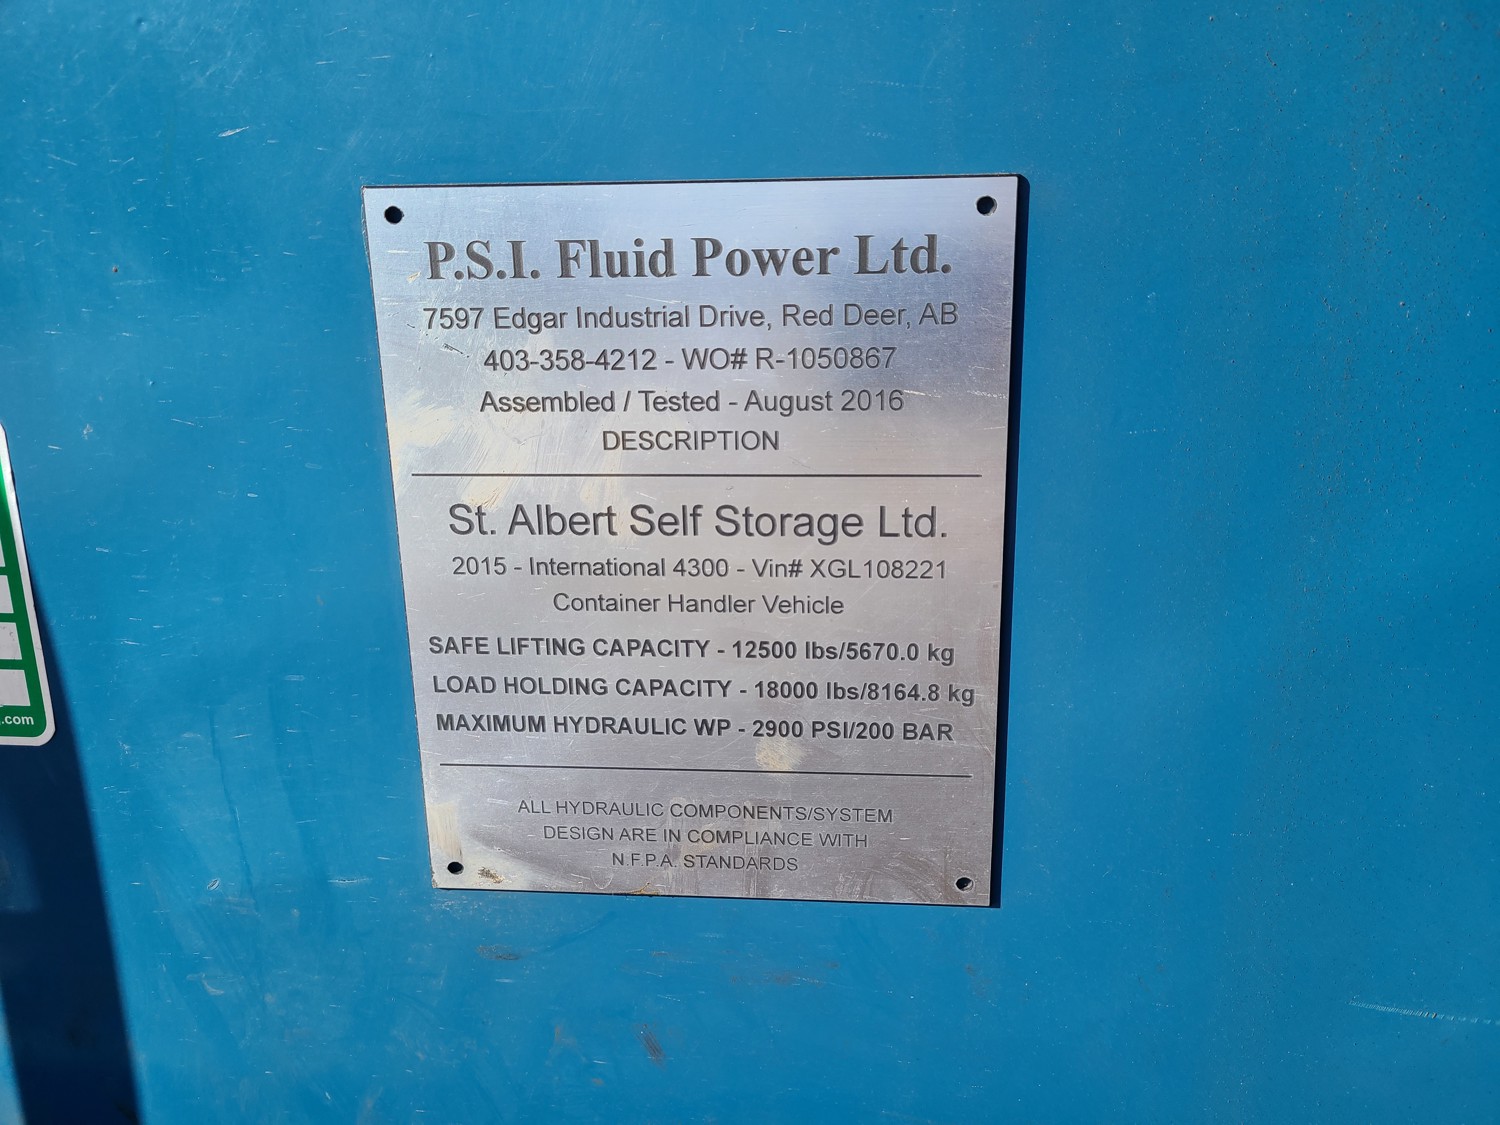 P.S.I. Fluid Power Ltd.
7597 Edgar Industrial Drive, Red Deer, AB
403-358-4212 - WO# R-1050867
Assembled / Tested - August 2016
DESCRIPTION
St. Albert Self Storage Ltd.
2015 - International 4300 - Vin# XGL108221
Container Handler Vehicle
SAFE LIFTING CAPACITY - 12500 lbs/5670.0 kg
LOAD HOLDING CAPACITY - 18000 lbs/8164.8 kg
MAXIMUM HYDRAULIC WP - 2900 PSI/200 BAR
ALL HYDRAULIC COMPONENTS/SYSTEM
DESIGN ARE IN COMPLIANCE WITH
N.F.P.A. STANDARDS
.com